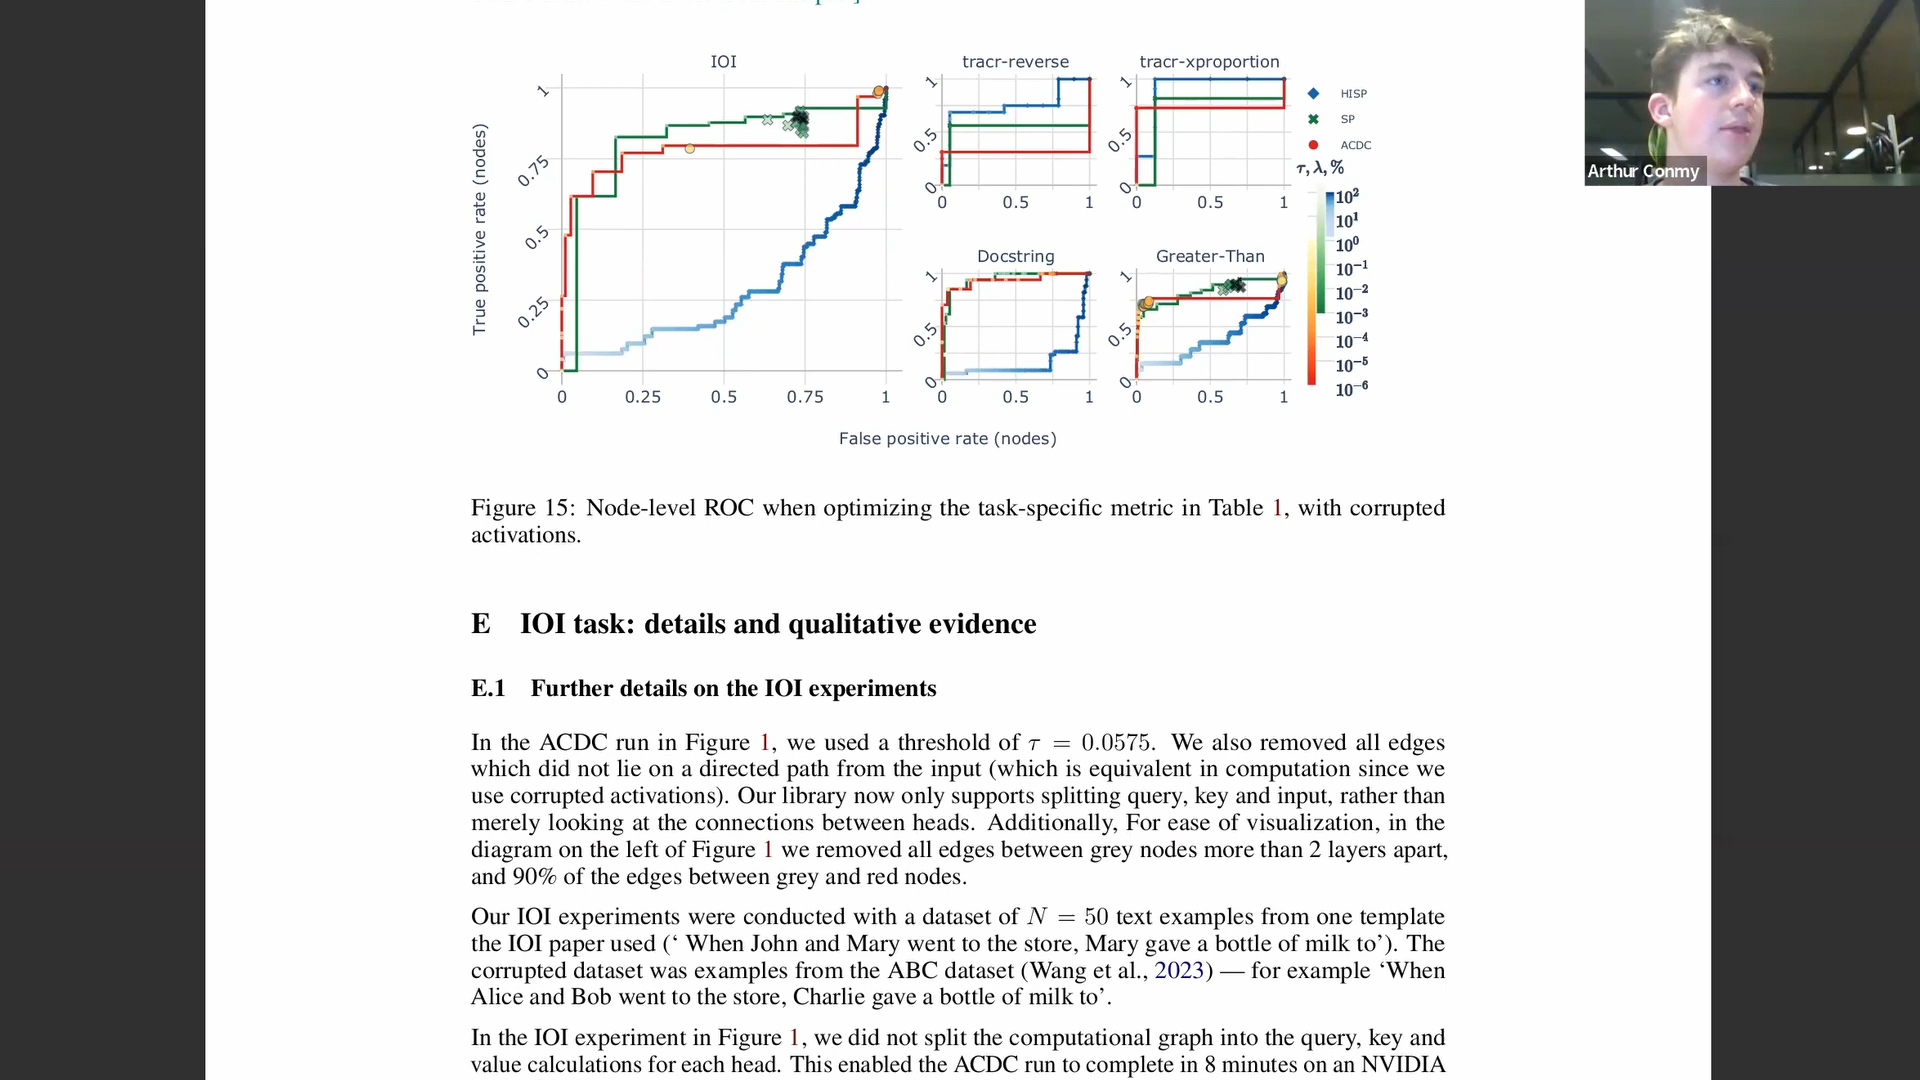 IOI
tracr-reverse
tracr-xproportion
1
0.75
0.5
0.25
0
0
0.25
0.5
0.75
1
True positive rate (nodes)
1
0.5
0
0
0.5
1
1
0.5
0
0
0.5
1
HISP
SP
ACDC
τ, λ, %
10²
10¹
10⁰
10⁻¹
10⁻²
10⁻³
10⁻⁴
10⁻⁵
10⁻⁶
Docstring
Greater-Than
1
0.5
0
0
0.5
1
1
0.5
0
0
0.5
1
False positive rate (nodes)
Arthur Conmy
Figure 15: Node-level ROC when optimizing the task-specific metric in Table 1, with corrupted
activations.
E IOI task: details and qualitative evidence
E.1 Further details on the IOI experiments
In the ACDC run in Figure 1, we used a threshold of τ = 0.0575. We also removed all edges
which did not lie on a directed path from the input (which is equivalent in computation since we
use corrupted activations). Our library now only supports splitting query, key and input, rather than
merely looking at the connections between heads. Additionally, For ease of visualization, in the
diagram on the left of Figure 1 we removed all edges between grey nodes more than 2 layers apart,
and 90% of the edges between grey and red nodes.
Our IOI experiments were conducted with a dataset of N = 50 text examples from one template
the IOI paper used (‘ When John and Mary went to the store, Mary gave a bottle of milk to’). The
corrupted dataset was examples from the ABC dataset (Wang et al., 2023) — for example ‘When
Alice and Bob went to the store, Charlie gave a bottle of milk to’.
In the IOI experiment in Figure 1, we did not split the computational graph into the query, key and
value calculations for each head. This enabled the ACDC run to complete in 8 minutes on an NVIDIA